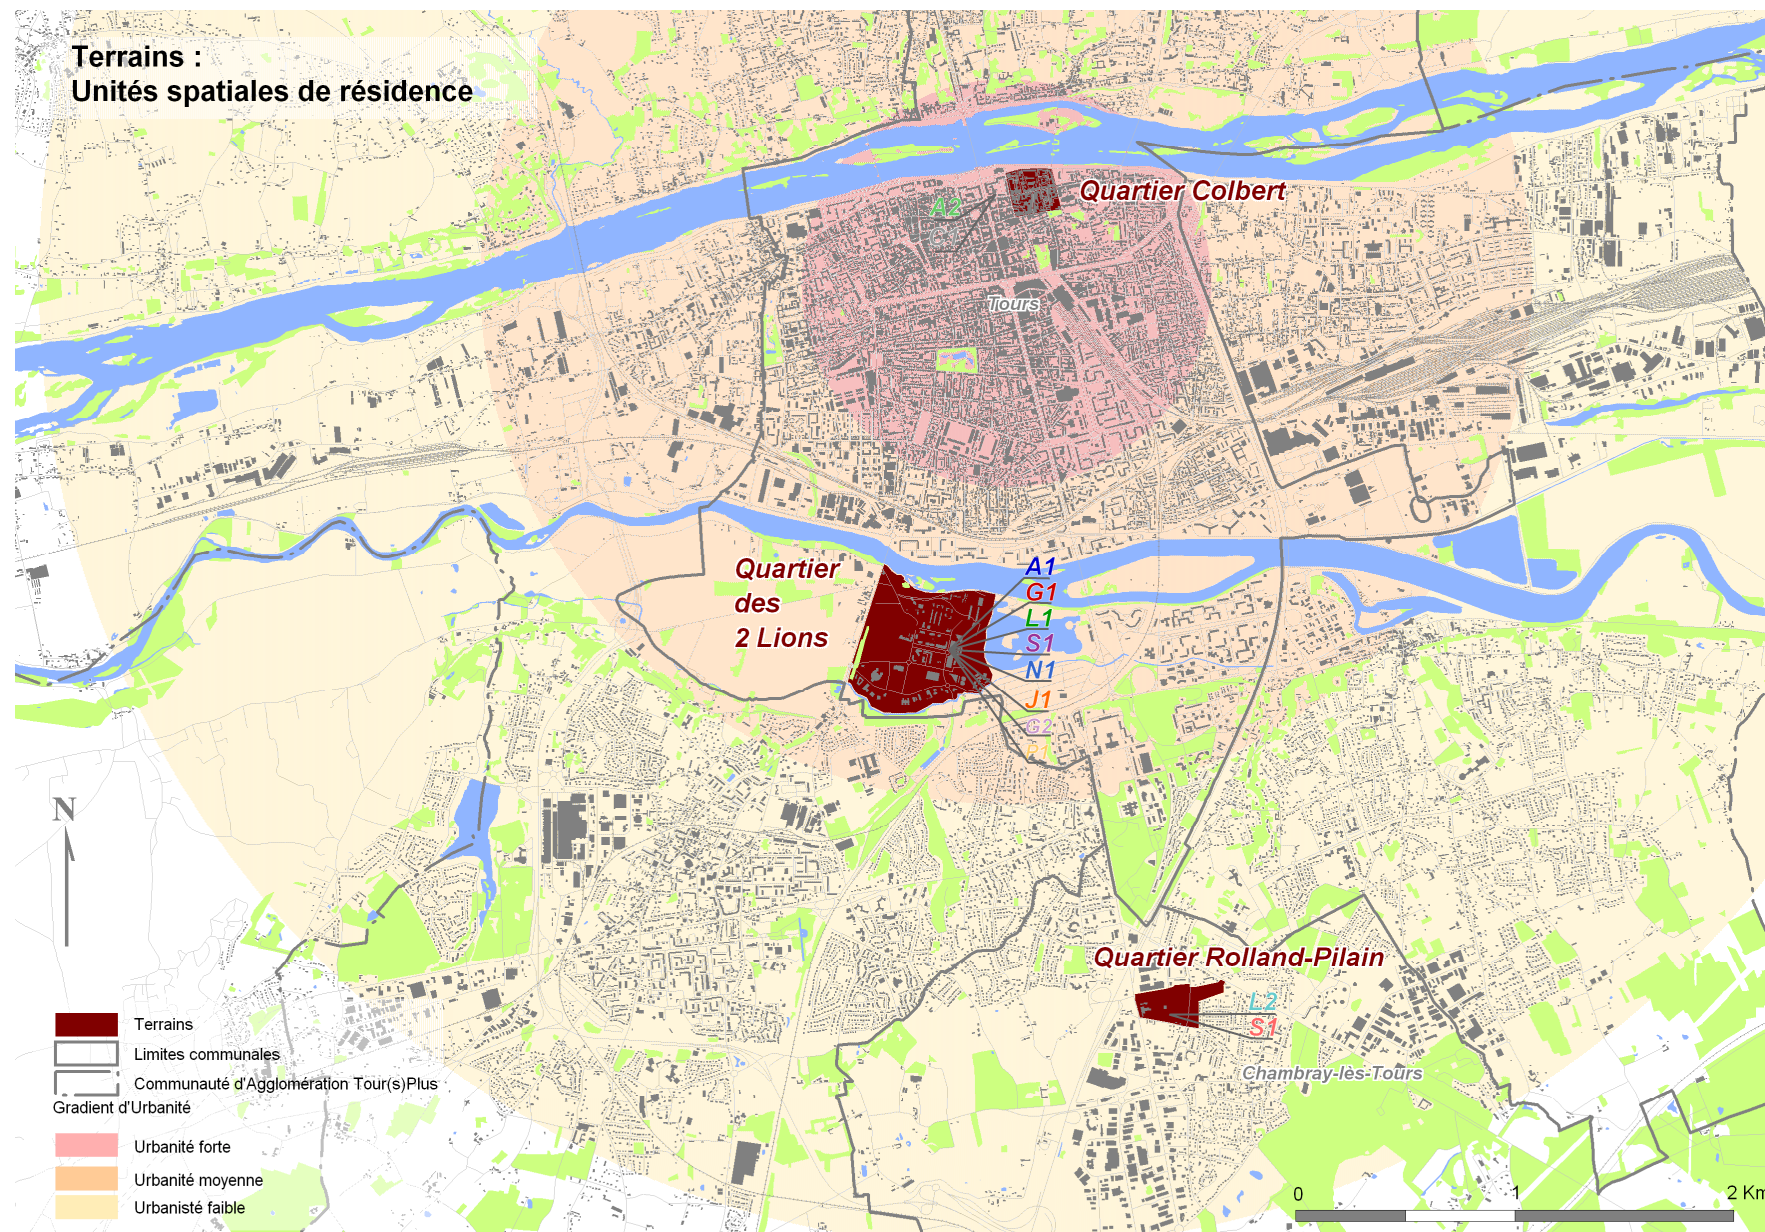 Terrains :
Unités spatiales de résidence
Quartier Colbert
A2
Tours
Quartier
des
2 Lions
A1
G1
L1
S1
N1
J1
G2
P1
N
Quartier Rolland-Pilain
L2
S1
Chambray-lès-Tours
Terrains
Limites communales
Communauté d'Agglomération Tour(s)Plus
Gradient d'Urbanité
Urbanité forte
Urbanité moyenne
Urbanisté faible
0
1
2 Km